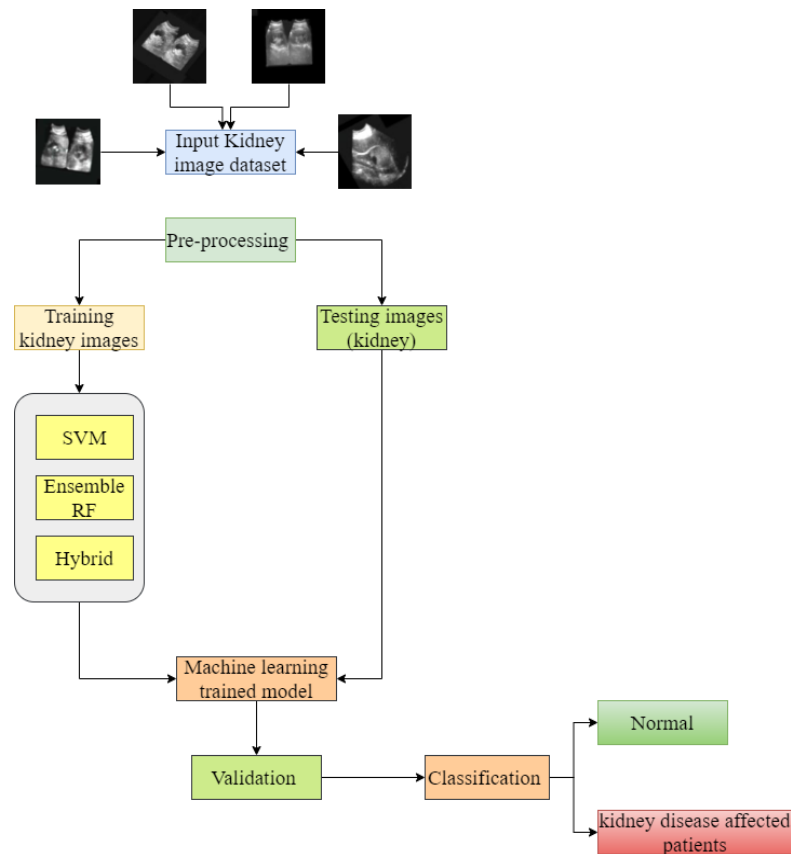 Input Kidney
image dataset
Pre-processing
Training
kidney images
Testing images
(kidney)
SVM
Ensemble
RF
Hybrid
Machine learning
trained model
Validation
Classification
Normal
kidney disease affected
patients